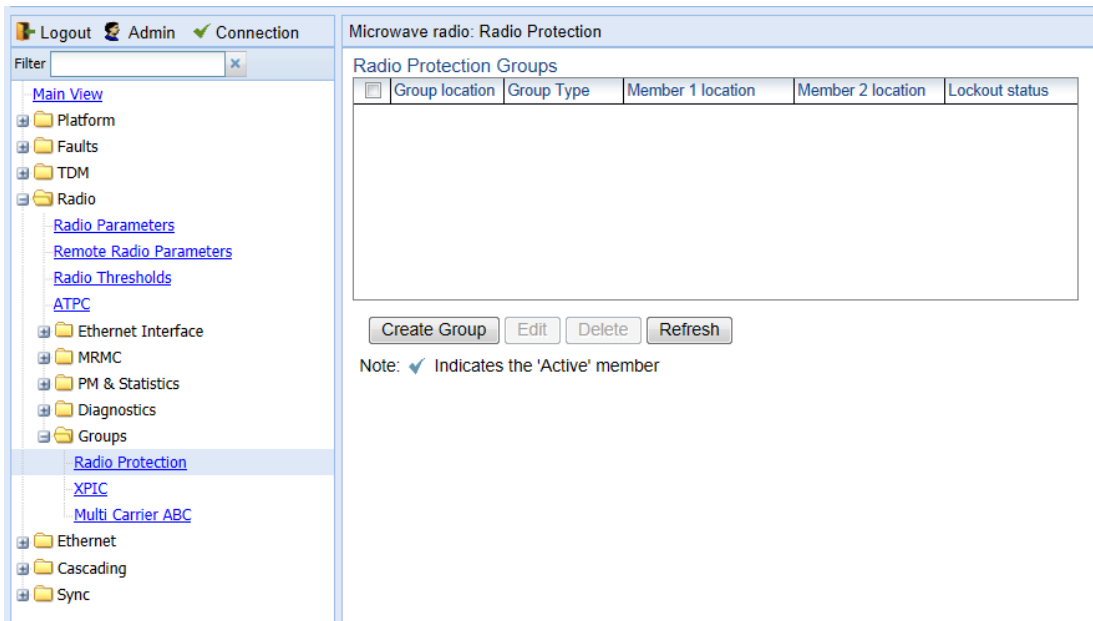 Logout Admin Connection
Filter
Main View
Platform
Faults
TDM
Radio
Radio Parameters
Remote Radio Parameters
Radio Thresholds
ATPC
Ethernet Interface
MRMC
PM & Statistics
Diagnostics
Groups
Radio Protection
XPIC
Multi Carrier ABC
Ethernet
Cascading
Sync
Microwave radio: Radio Protection
Radio Protection Groups
Group location Group Type Member 1 location Member 2 location Lockout status
Create Group Edit Delete Refresh
Note: ✓ Indicates the 'Active' member